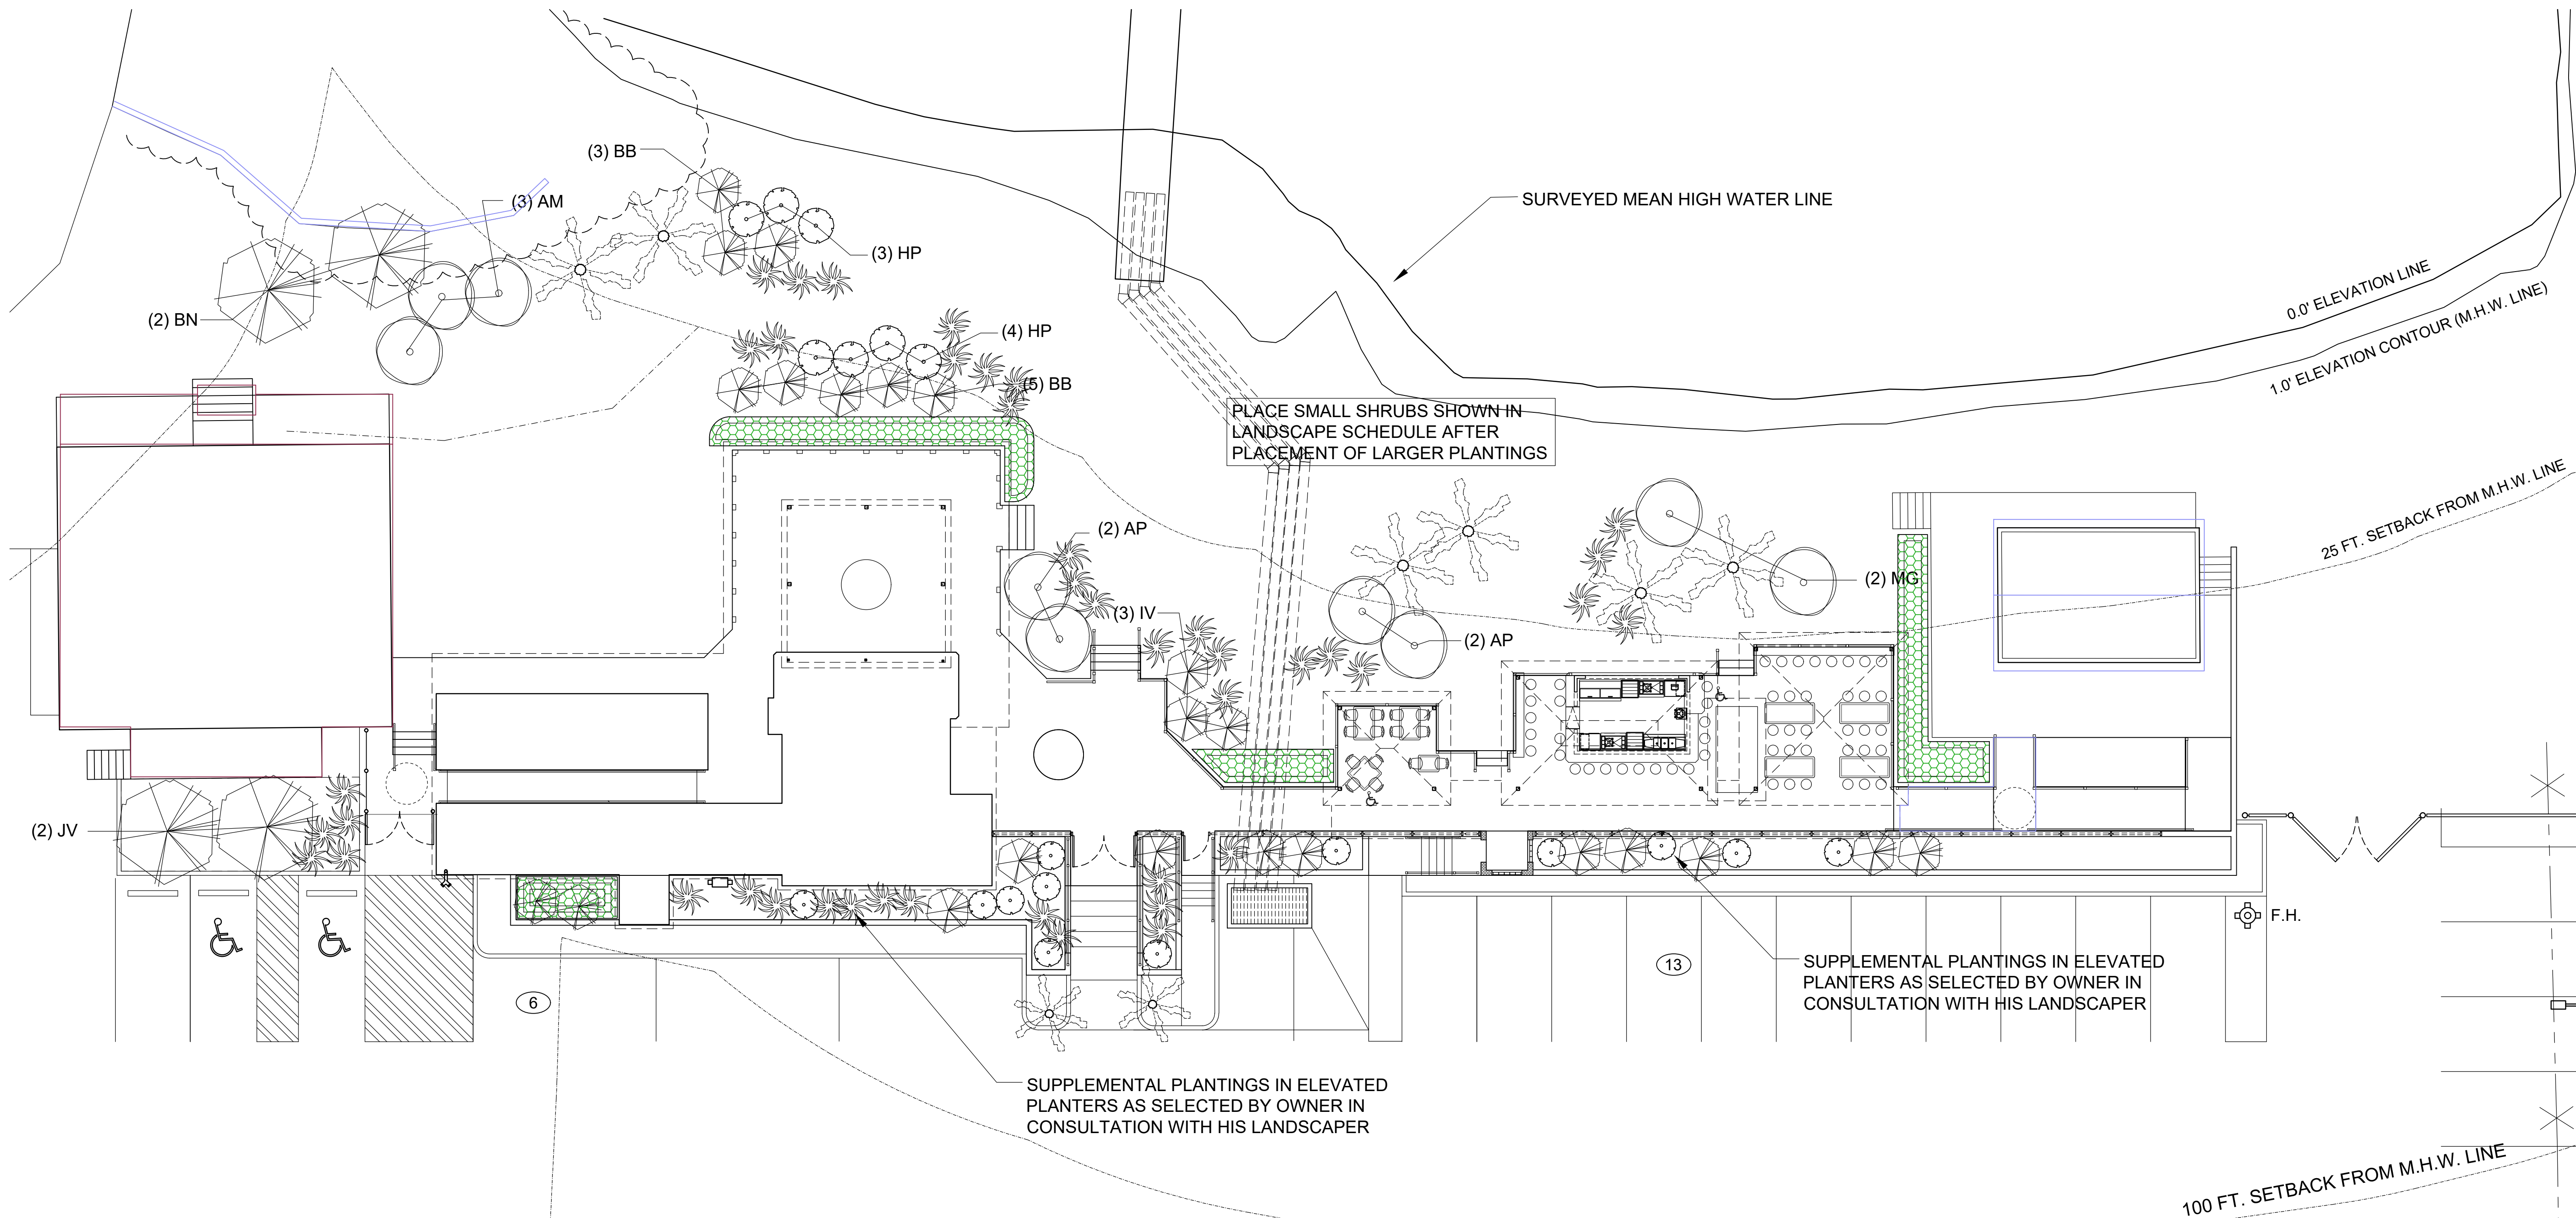 (3) BB
(3) AM
SURVEYED MEAN HIGH WATER LINE
(3) HP
0.0' ELEVATION LINE
(2) BN
(4) HP
1.0' ELEVATION CONTOUR (M.H.W. LINE)
(5) BB
PLACE SMALL SHRUBS SHOWN IN
LANDSCAPE SCHEDULE AFTER
PLACEMENT OF LARGER PLANTINGS
25 FT. SETBACK FROM M.H.W. LINE
(2) AP
(2) MG
(3) IV
(2) AP
(2) JV
F.H.
13
SUPPLEMENTAL PLANTINGS IN ELEVATED
PLANTERS AS SELECTED BY OWNER IN
CONSULTATION WITH HIS LANDSCAPER
6
SUPPLEMENTAL PLANTINGS IN ELEVATED
PLANTERS AS SELECTED BY OWNER IN
CONSULTATION WITH HIS LANDSCAPER
100 FT. SETBACK FROM M.H.W. LINE